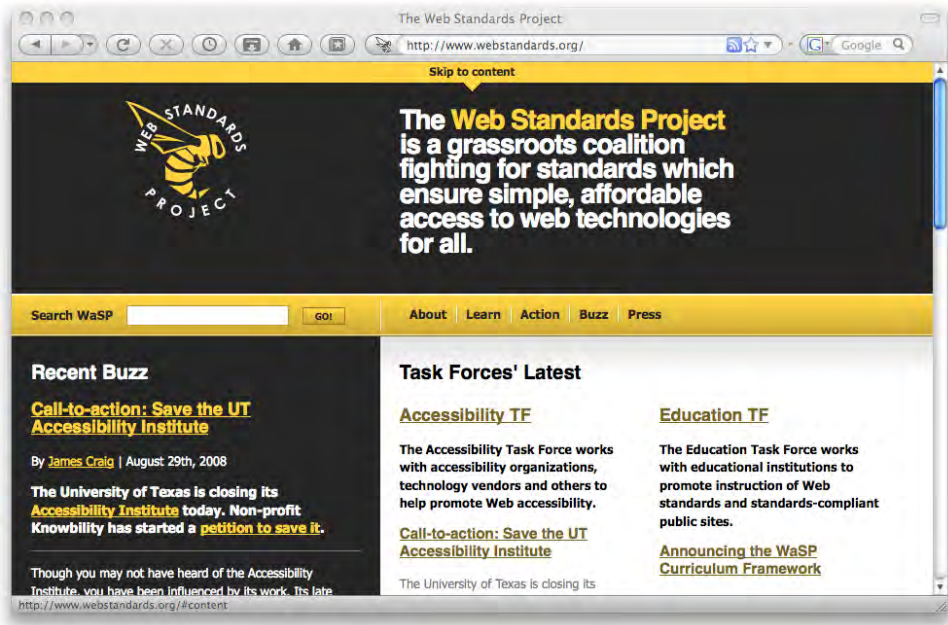 The Web Standards Project
http://www.webstandards.org/
Google
Skip to content
WEB STANDARDS PROJECT
The Web Standards Project
is a grassroots coalition
fighting for standards which
ensure simple, affordable
access to web technologies
for all.
Search WaSP
GO!
About
Learn
Action
Buzz
Press
Recent Buzz
Call-to-action: Save the UT
Accessibility Institute
By James Craig | August 29th, 2008
The University of Texas is closing its
Accessibility Institute today. Non-profit
Knowbility has started a petition to save it.
Though you may not have heard of the Accessibility
Institute, you have been influenced by its work. Its late
Task Forces' Latest
Accessibility TF
The Accessibility Task Force works
with accessibility organizations,
technology vendors and others to
help promote Web accessibility.
Call-to-action: Save the UT
Accessibility Institute
The University of Texas is closing its
Education TF
The Education Task Force works
with educational institutions to
promote instruction of Web
standards and standards-compliant
public sites.
Announcing the WaSP
Curriculum Framework
http://www.webstandards.org/#content